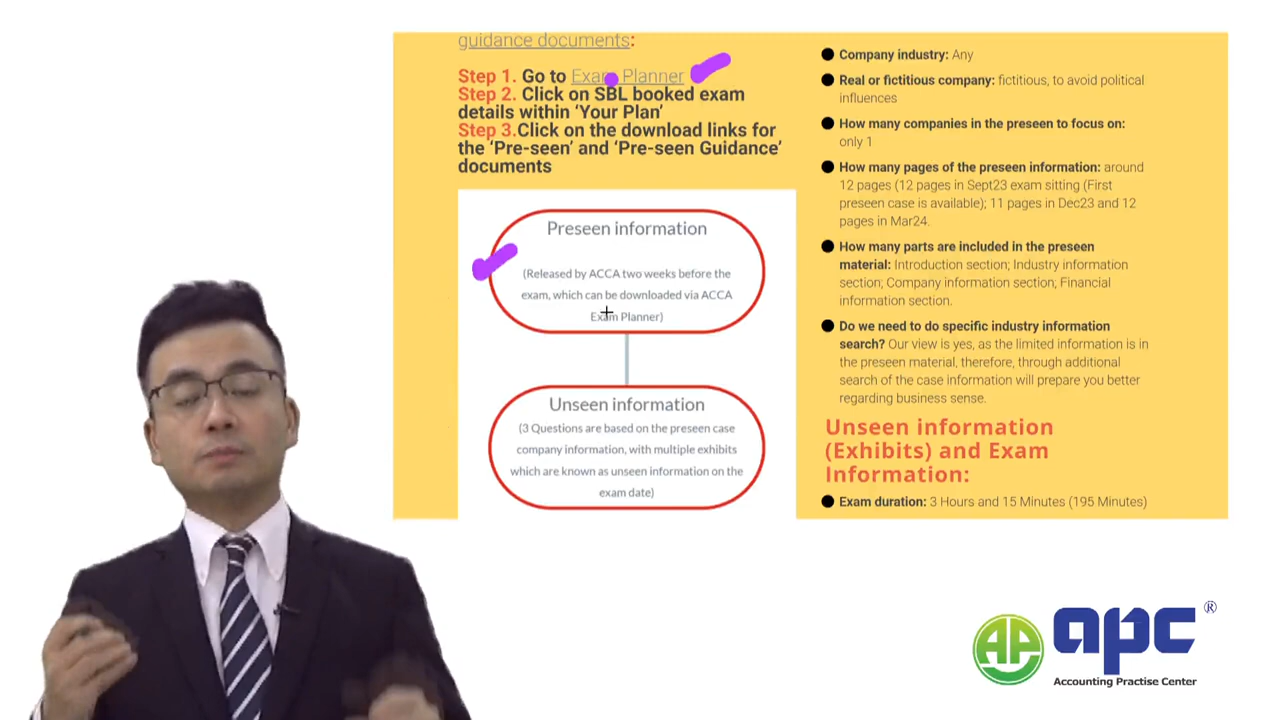 guidance documents:
Step 1. Go to Exam Planner
Step 2. Click on SBL booked exam
details within ‘Your Plan’
Step 3.Click on the download links for
the ‘Pre-seen’ and ‘Pre-seen Guidance’
documents
Preseen information
(Released by ACCA two weeks before the
exam, which can be downloaded via ACCA
Exam Planner)
Unseen information
(3 Questions are based on the preseen case
company information, with multiple exhibits
which are known as unseen information on the
exam date)
Company industry: Any
Real or fictitious company: fictitious, to avoid political
influences
How many companies in the preseen to focus on:
only 1
How many pages of the preseen information: around
12 pages (12 pages in Sept23 exam sitting (First
preseen case is available); 11 pages in Dec23 and 12
pages in Mar24.
How many parts are included in the preseen
material: Introduction section; Industry information
section; Company information section; Financial
information section.
Do we need to do specific industry information
search? Our view is yes, as the limited information is in
the preseen material, therefore, through additional
search of the case information will prepare you better
regarding business sense.
Unseen information
(Exhibits) and Exam
Information:
Exam duration: 3 Hours and 15 Minutes (195 Minutes)
AP apc ®
Accounting Practise Center